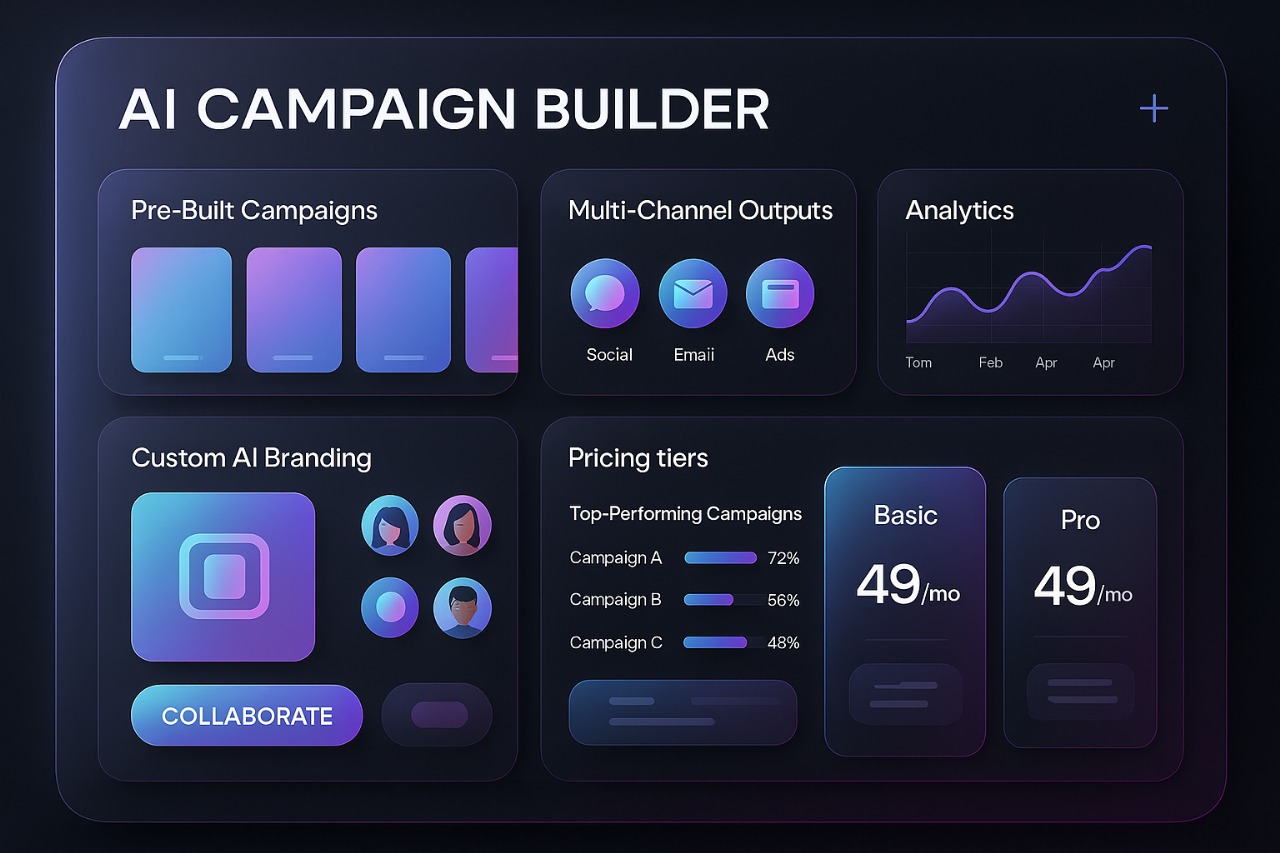 AI CAMPAIGN BUILDER
Pre-Built Campaigns
Multi-Channel Outputs
Social
Emaii
Ads
Analytics
Tom Feb Apr Apr
Custom AI Branding
COLLABORATE
Pricing tiers
Top-Performing Campaigns
Campaign A 72%
Campaign B 56%
Campaign C 48%
Basic
49/mo
Pro
49/mo